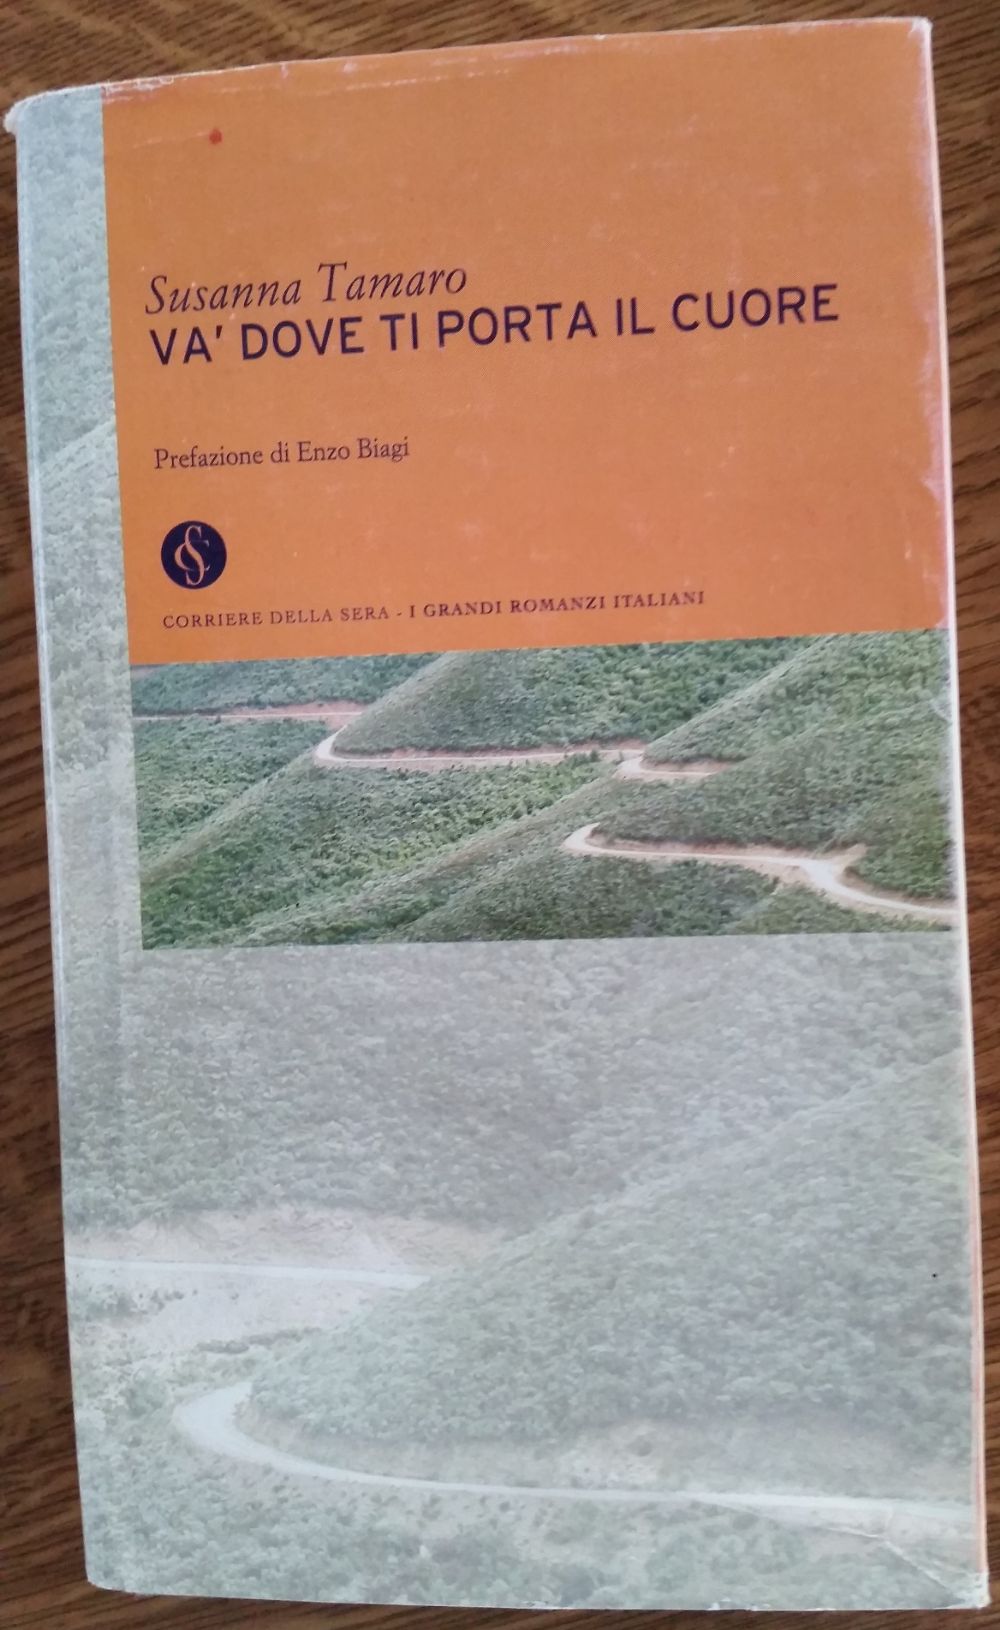 Susanna Tamaro
VA' DOVE TI PORTA IL CUORE
Prefazione di Enzo Biagi
CS
CORRIERE DELLA SERA - I GRANDI ROMANZI ITALIANI